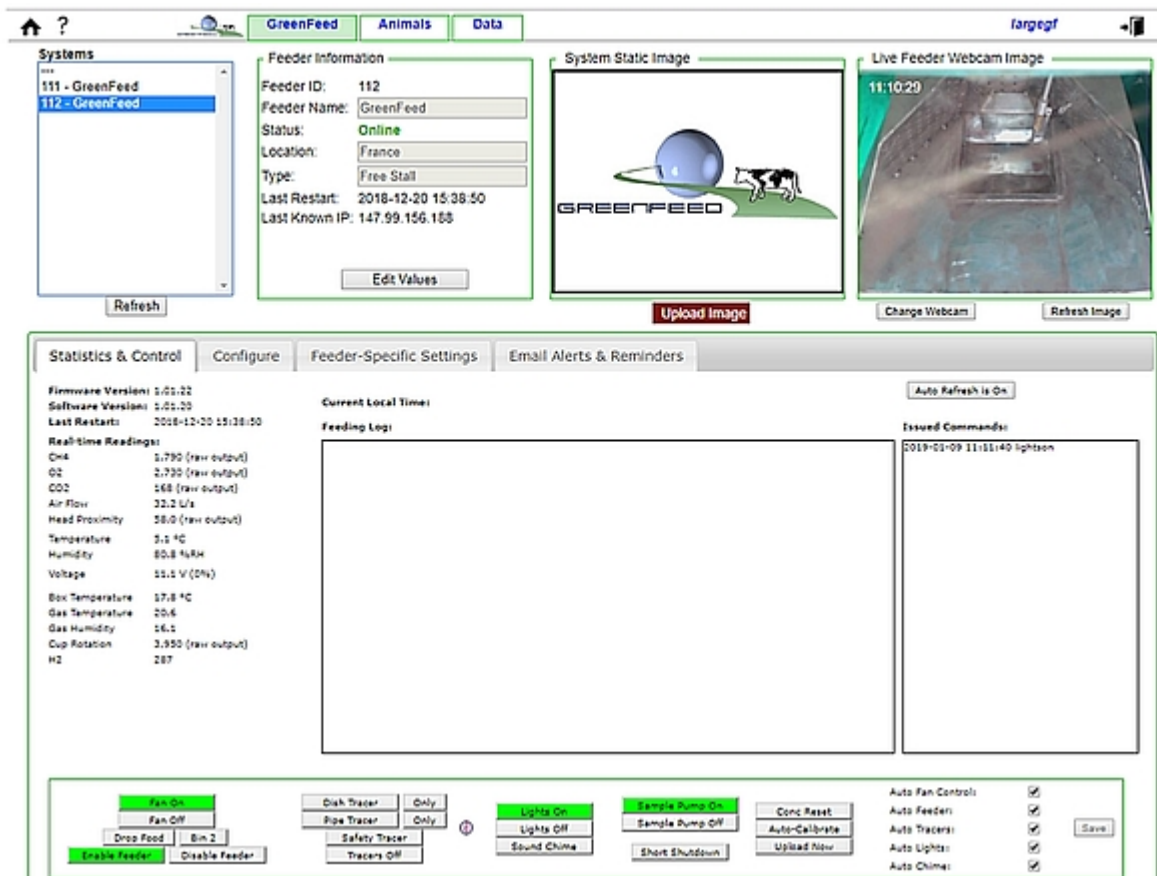 ?
GreenFeed
Animals
Data
largegf
Systems
---
111 - GreenFeed
112 - GreenFeed
Refresh
Feeder Information
Feeder ID: 112
Feeder Name: GreenFeed
Status: Online
Location: France
Type: Free Stall
Last Restart: 2018-12-20 15:38:50
Last Known IP: 147.99.156.188
Edit Values
System Static Image
GREENFEED
Upload Image
Live Feeder Webcam Image
11:10:29
Change Webcam
Refresh Image
Statistics & Control
Configure
Feeder-Specific Settings
Email Alerts & Reminders
Firmware Version: 1.01.22
Software Version: 1.01.20
Last Restart: 2018-12-20 15:38:50
Real-time Readings:
CH4 1.790 (raw output)
O2 2.730 (raw output)
CO2 168 (raw output)
Air Flow 32.2 L/s
Head Proximity 58.0 (raw output)
Temperature 5.1 °C
Humidity 80.8 %RH
Voltage 11.1 V (0%)
Box Temperature 17.8 °C
Gas Temperature 20.6
Gas Humidity 16.1
Cup Rotation 3.950 (raw output)
H2 287
Current Local Time:
Feeding Log:
Auto Refresh is On
Issued Commands:
2019-01-09 11:11:40 lightson
Fan On
Fan Off
Drop Food Bin 2
Enable Feeder Disable Feeder
Dish Tracer Only
Pipe Tracer Only
Safety Tracer
Tracers Off
Lights On
Lights Off
Sound Chime
Sample Pump On
Sample Pump Off
Short Shutdown
Conc Reset
Auto-Calibrate
Upload Now
Auto Fan Control:
Auto Feeder:
Auto Tracers:
Auto Lights:
Auto Chime:
Save